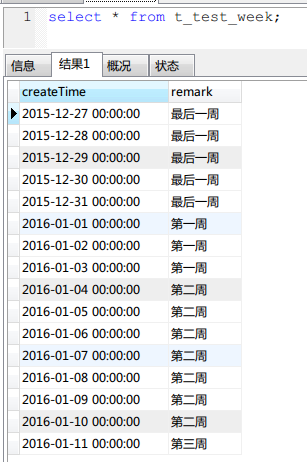 1 select * from t_test_week;
信息 结果1 概况 状态
createTime remark
2015-12-27 00:00:00 最后一周
2015-12-28 00:00:00 最后一周
2015-12-29 00:00:00 最后一周
2015-12-30 00:00:00 最后一周
2015-12-31 00:00:00 最后一周
2016-01-01 00:00:00 第一周
2016-01-02 00:00:00 第一周
2016-01-03 00:00:00 第一周
2016-01-04 00:00:00 第二周
2016-01-05 00:00:00 第二周
2016-01-06 00:00:00 第二周
2016-01-07 00:00:00 第二周
2016-01-08 00:00:00 第二周
2016-01-09 00:00:00 第二周
2016-01-10 00:00:00 第二周
2016-01-11 00:00:00 第三周